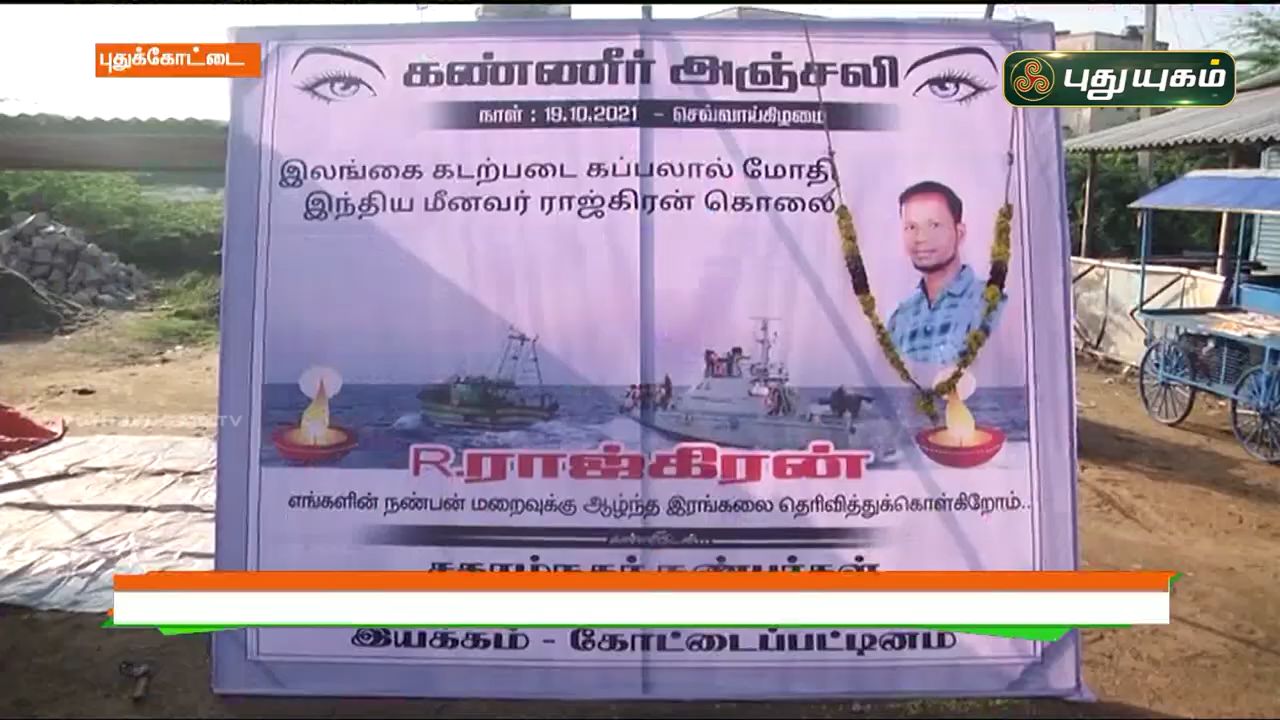 புதுக்கோட்டை
புதுயுகம்
கண்ணீர் அஞ்சலி
நாள் : 19.10.2021 - செவ்வாய்கிழமை
இலங்கை கடற்படை கப்பலால் மோதி
இந்திய மீனவர் ராஜ்கிரன் கொலை
R.ராஜ்கிரன்
எங்களின் நண்பன் மறைவுக்கு ஆழ்ந்த இரங்கலை தெரிவித்துக்கொள்கிறோம்..
இயக்கம் - கோட்டைப்பட்டினம்